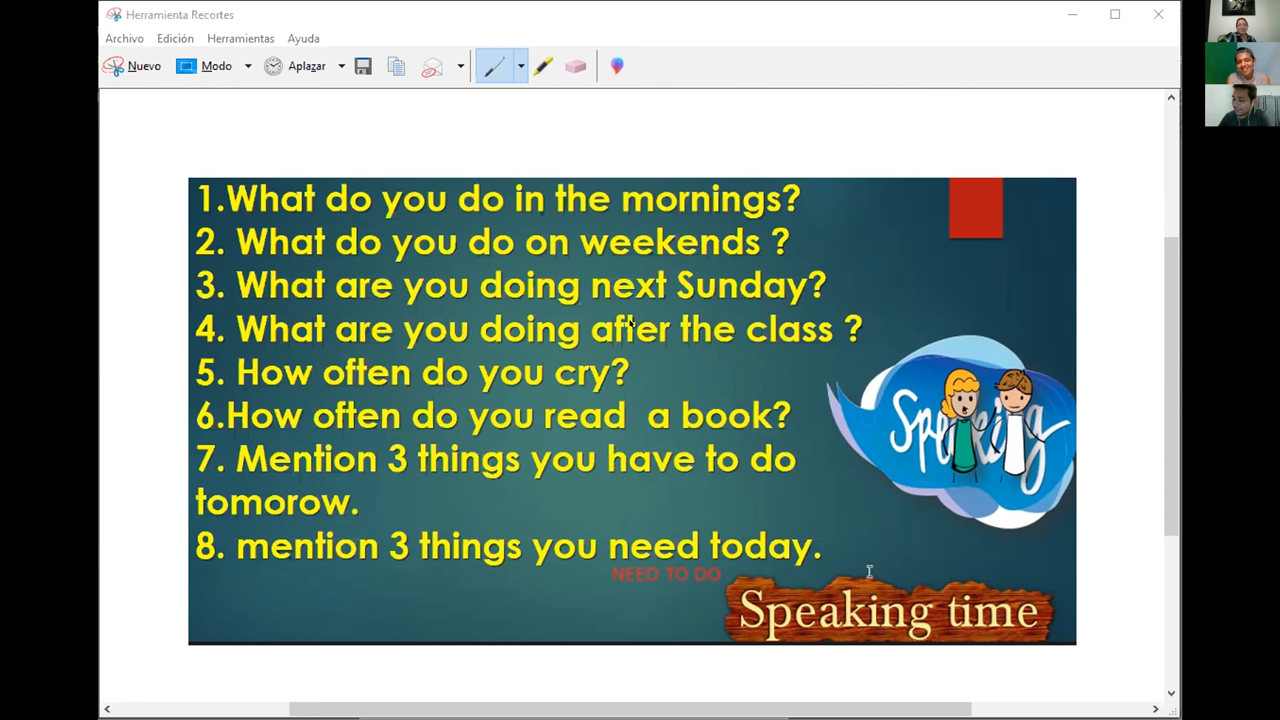 Herramienta Recortes
Archivo Edición Herramientas Ayuda
Nuevo Modo Aplazar
1.What do you do in the mornings?
2. What do you do on weekends ?
3. What are you doing next Sunday?
4. What are you doing after the class ?
5. How often do you cry?
6.How often do you read a book?
7. Mention 3 things you have to do
tomorow.
8. mention 3 things you need today.
NEED TO DO
Speaking
Speaking time